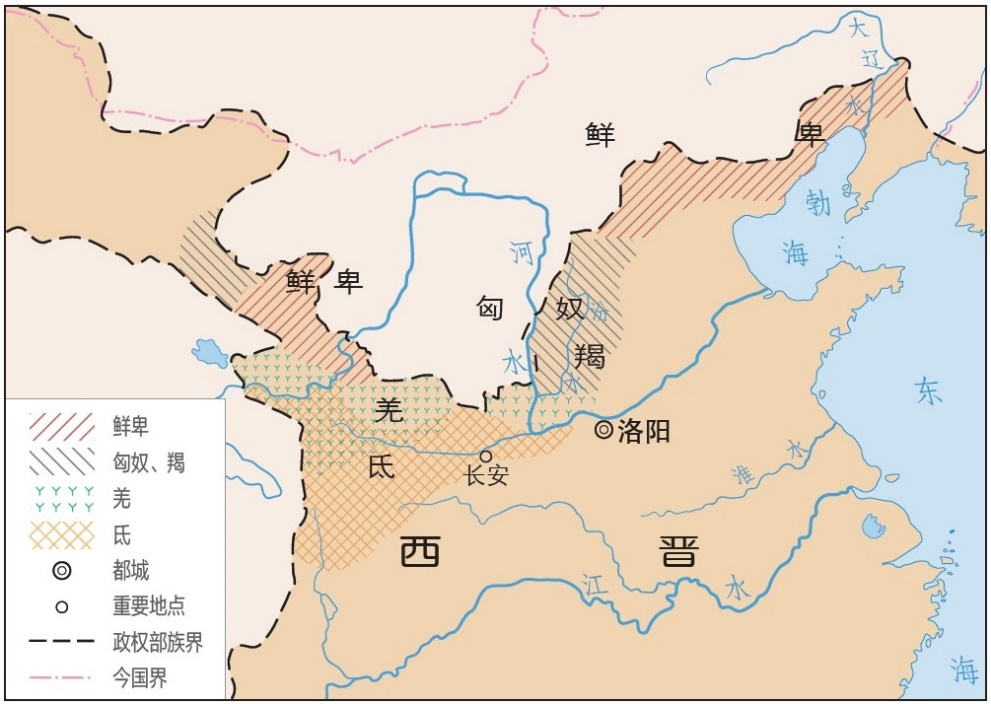 大
辽
水
鲜 卑
勃
海
鲜 卑
河
水
匈 奴
羯
汾
水
东
海
羌
氐
洛阳
长安
淮 水
西 晋
江 水
鲜卑
匈奴、羯
羌
氐
都城
重要地点
政权部族界
今国界